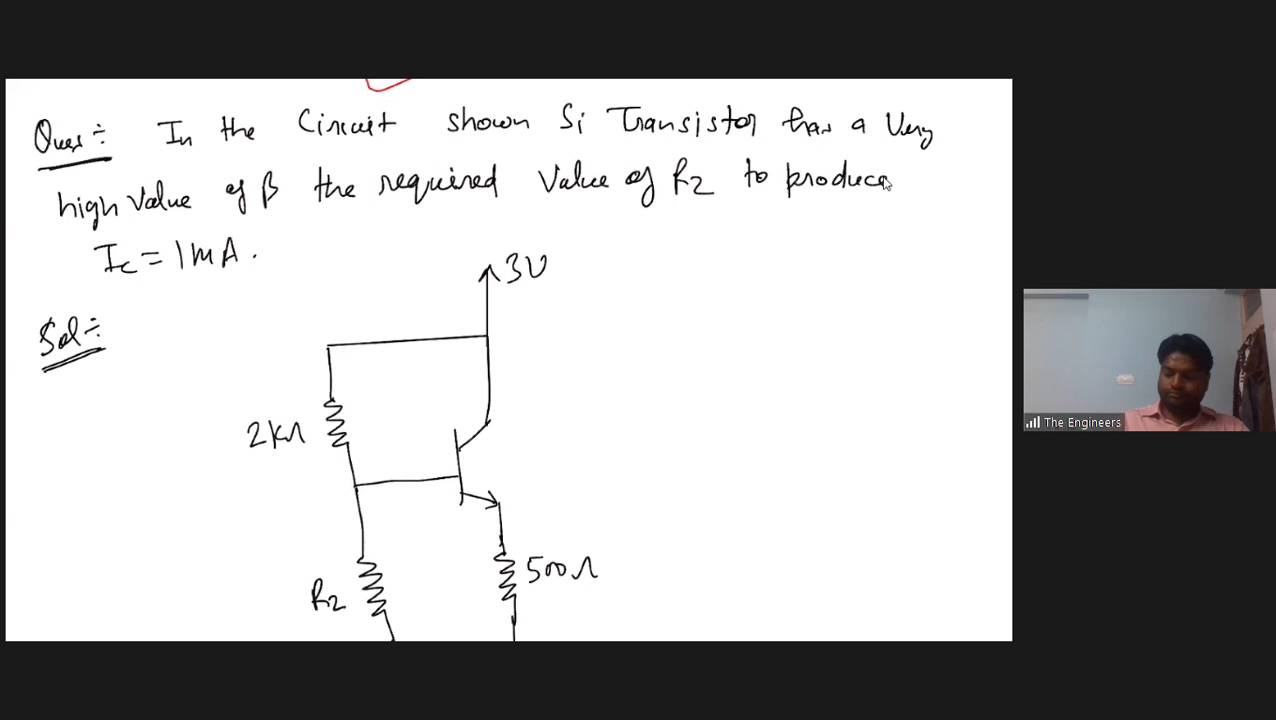 Ques÷ In the Circuit shown Si Transistor has a Very
high Value of β the required Value of R2 to produce
Ic = 1mA.
Sol÷
3V
2kΩ
500Ω
R2
The Engineers